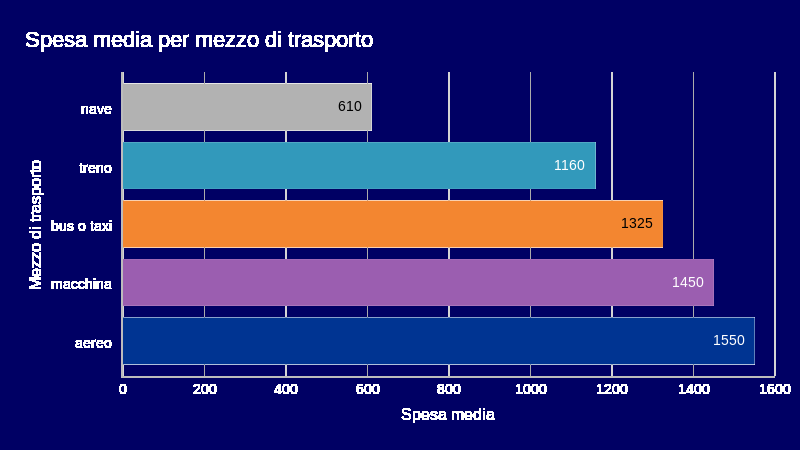 Spesa media per mezzo di trasporto
Mezzo di trasporto
nave 610
treno 1160
bus o taxi 1325
macchina 1450
aereo 1550
0 200 400 600 800 1000 1200 1400 1600
Spesa media